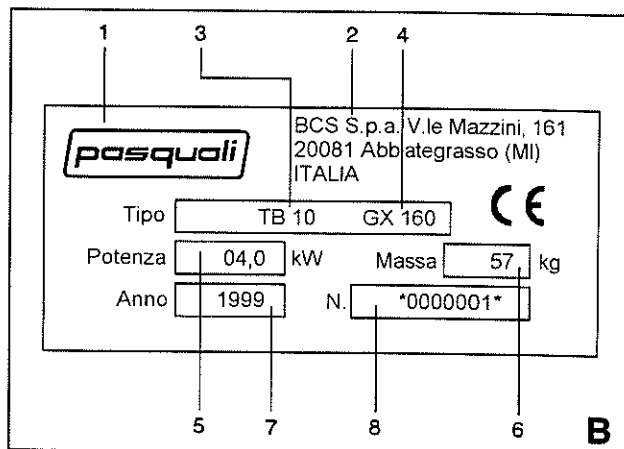 1 3 2 4
pasquali
BCS S.p.a. V.le Mazzini, 161
20081 Abbiategrasso (MI)
ITALIA
Tipo TB 10 GX 160 CE
Potenza 04,0 kW Massa 57 kg
Anno 1999 N. *0000001*
5 7 8 6
B